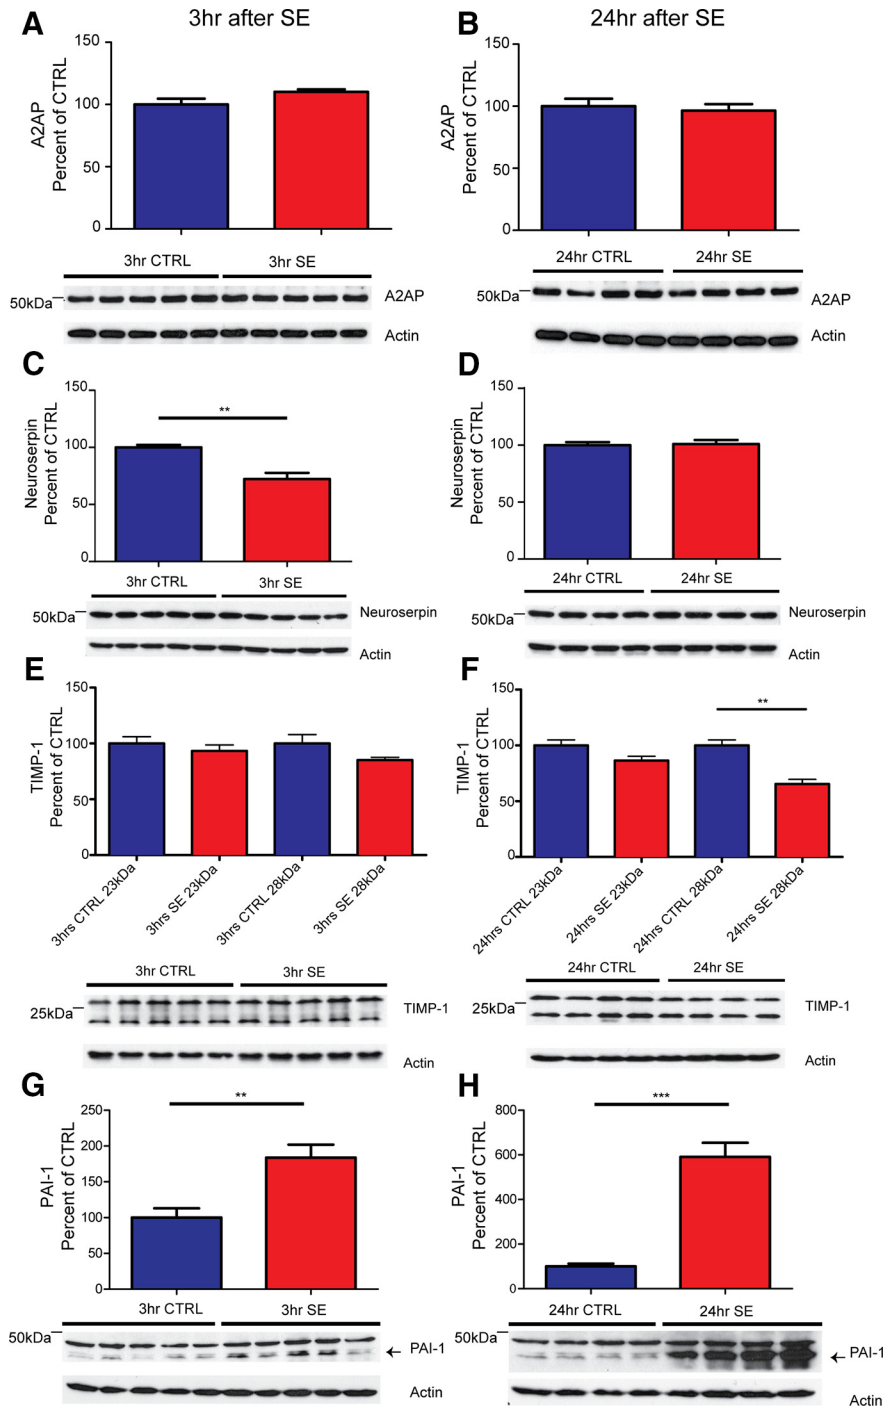 A
3hr after SE
B
24hr after SE
A2AP
Percent of CTRL
150
100
50
0
A2AP
Percent of CTRL
150
100
50
0
3hr CTRL
3hr SE
50kDa
A2AP
Actin
24hr CTRL
24hr SE
50kDa
A2AP
Actin
C
Neuroserpin
Percent of CTRL
150
100
50
0
**
3hr CTRL
3hr SE
50kDa
Neuroserpin
Actin
D
Neuroserpin
Percent of CTRL
150
100
50
0
24hr CTRL
24hr SE
50kDa
Neuroserpin
Actin
E
TIMP-1
Percent of CTRL
150
100
50
0
3hrs CTRL 23kDa
3hrs SE 23kDa
3hrs CTRL 28kDa
3hrs SE 28kDa
3hr CTRL
3hr SE
25kDa
TIMP-1
Actin
F
TIMP-1
Percent of CTRL
150
100
50
0
**
24hrs CTRL 23kDa
24hrs SE 23kDa
24hrs CTRL 28kDa
24hrs SE 28kDa
24hr CTRL
24hr SE
25kDa
TIMP-1
Actin
G
PAI-1
Percent of CTRL
250
200
150
100
50
0
**
3hr CTRL
3hr SE
50kDa
PAI-1
Actin
H
PAI-1
Percent of CTRL
800
600
400
200
0
***
24hr CTRL
24hr SE
50kDa
PAI-1
Actin